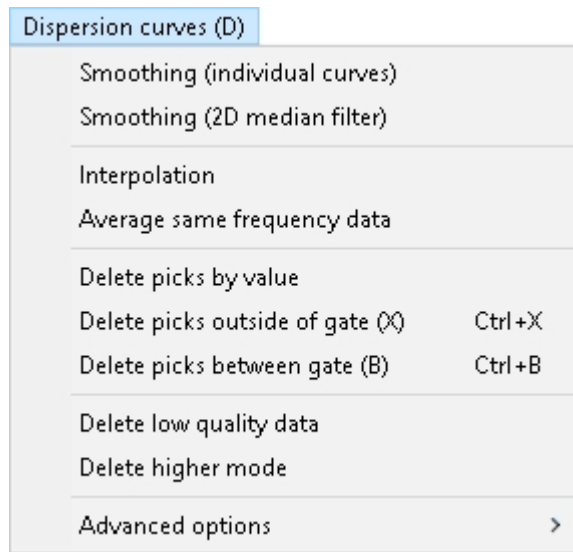 Dispersion curves (D)
Smoothing (individual curves)
Smoothing (2D median filter)
Interpolation
Average same frequency data
Delete picks by value
Delete picks outside of gate (X) Ctrl+X
Delete picks between gate (B) Ctrl+B
Delete low quality data
Delete higher mode
Advanced options >